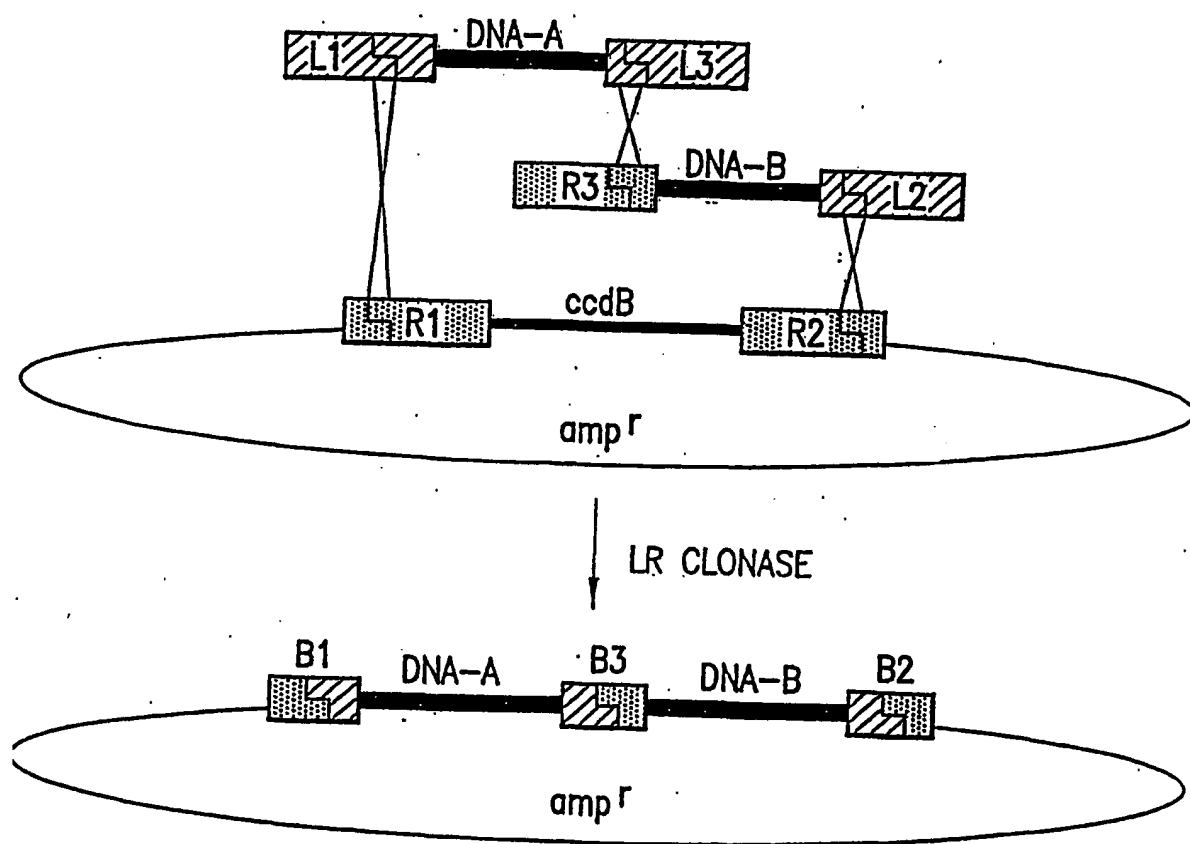 L1 DNA-A L3
R3 DNA-B L2
R1 ccdB R2
amp r
LR CLONASE
B1 DNA-A B3 DNA-B B2
amp r